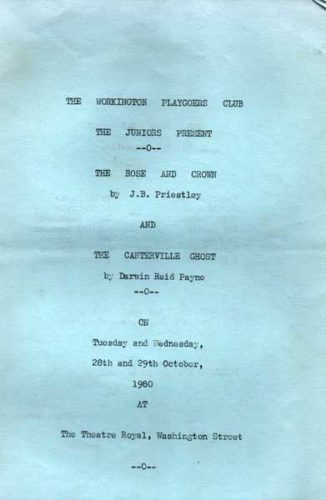 THE WORKINGTON PLAYGOERS CLUB
THE JUNIORS PRESENT
--O--
THE ROSE AND CROWN
by J.B. Priestley
AND
THE CANTERVILLE GHOST
by Darwin Reid Payne
--O--
ON
Tuesday and Wednesday,
28th and 29th October,
1980
AT
The Theatre Royal, Washington Street
--O--